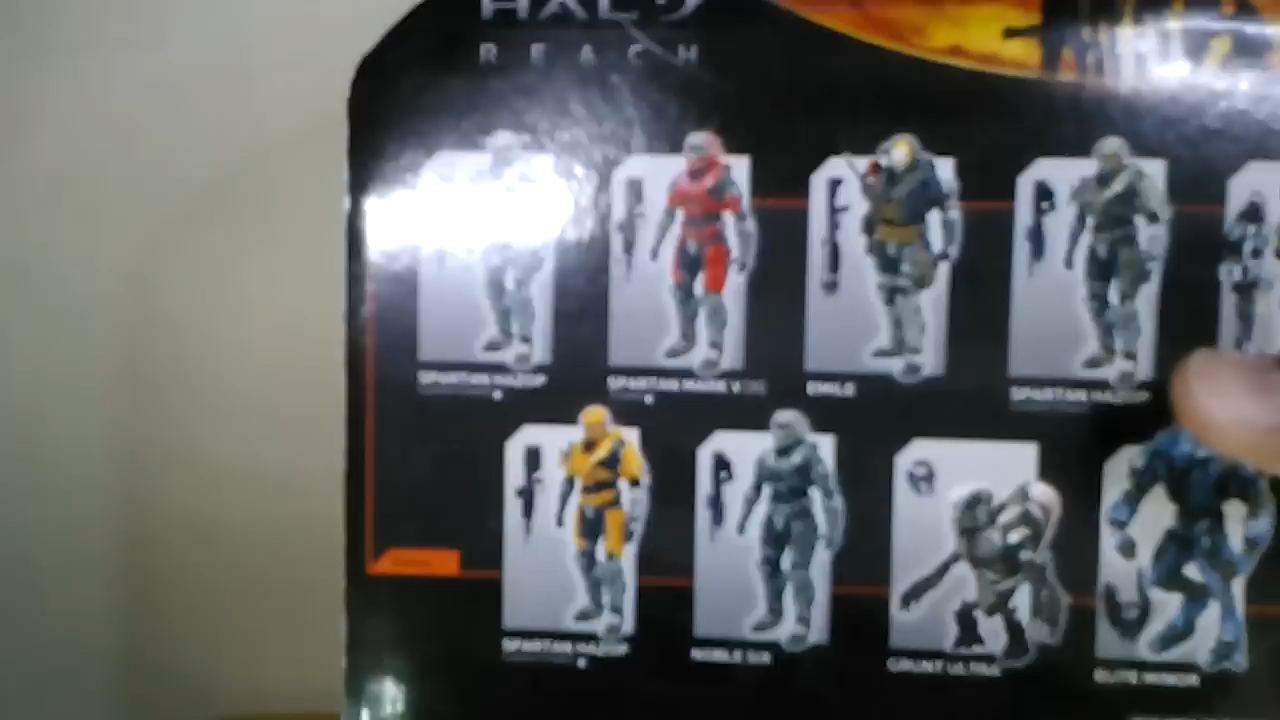 HALO
REACH
SPARTAN HAZOP
SPARTAN MARK V
EMILE
SPARTAN HAZOP
SPARTAN HAZOP
NOBLE SIX
GRUNT ULTRA
ELITE MINOR